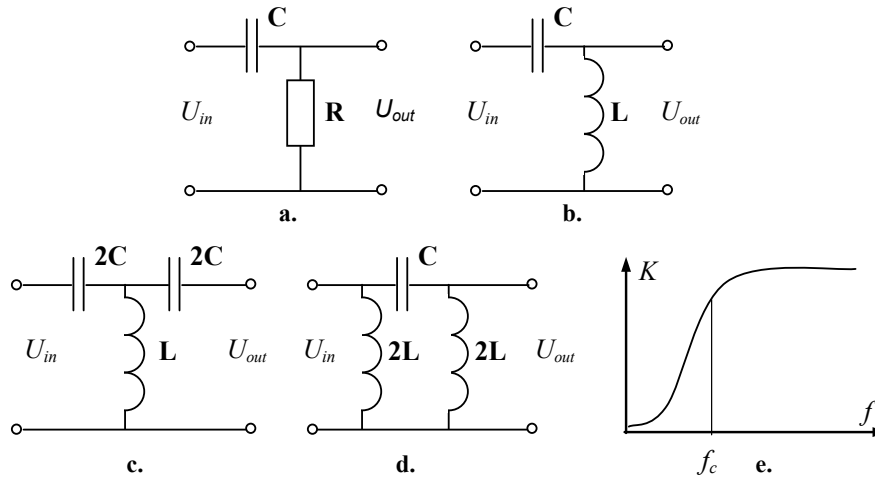 C
U_in R U_out
a.
C
U_in L U_out
b.
2C 2C
U_in L U_out
c.
C
U_in 2L 2L U_out
d.
K
f
f_c
e.